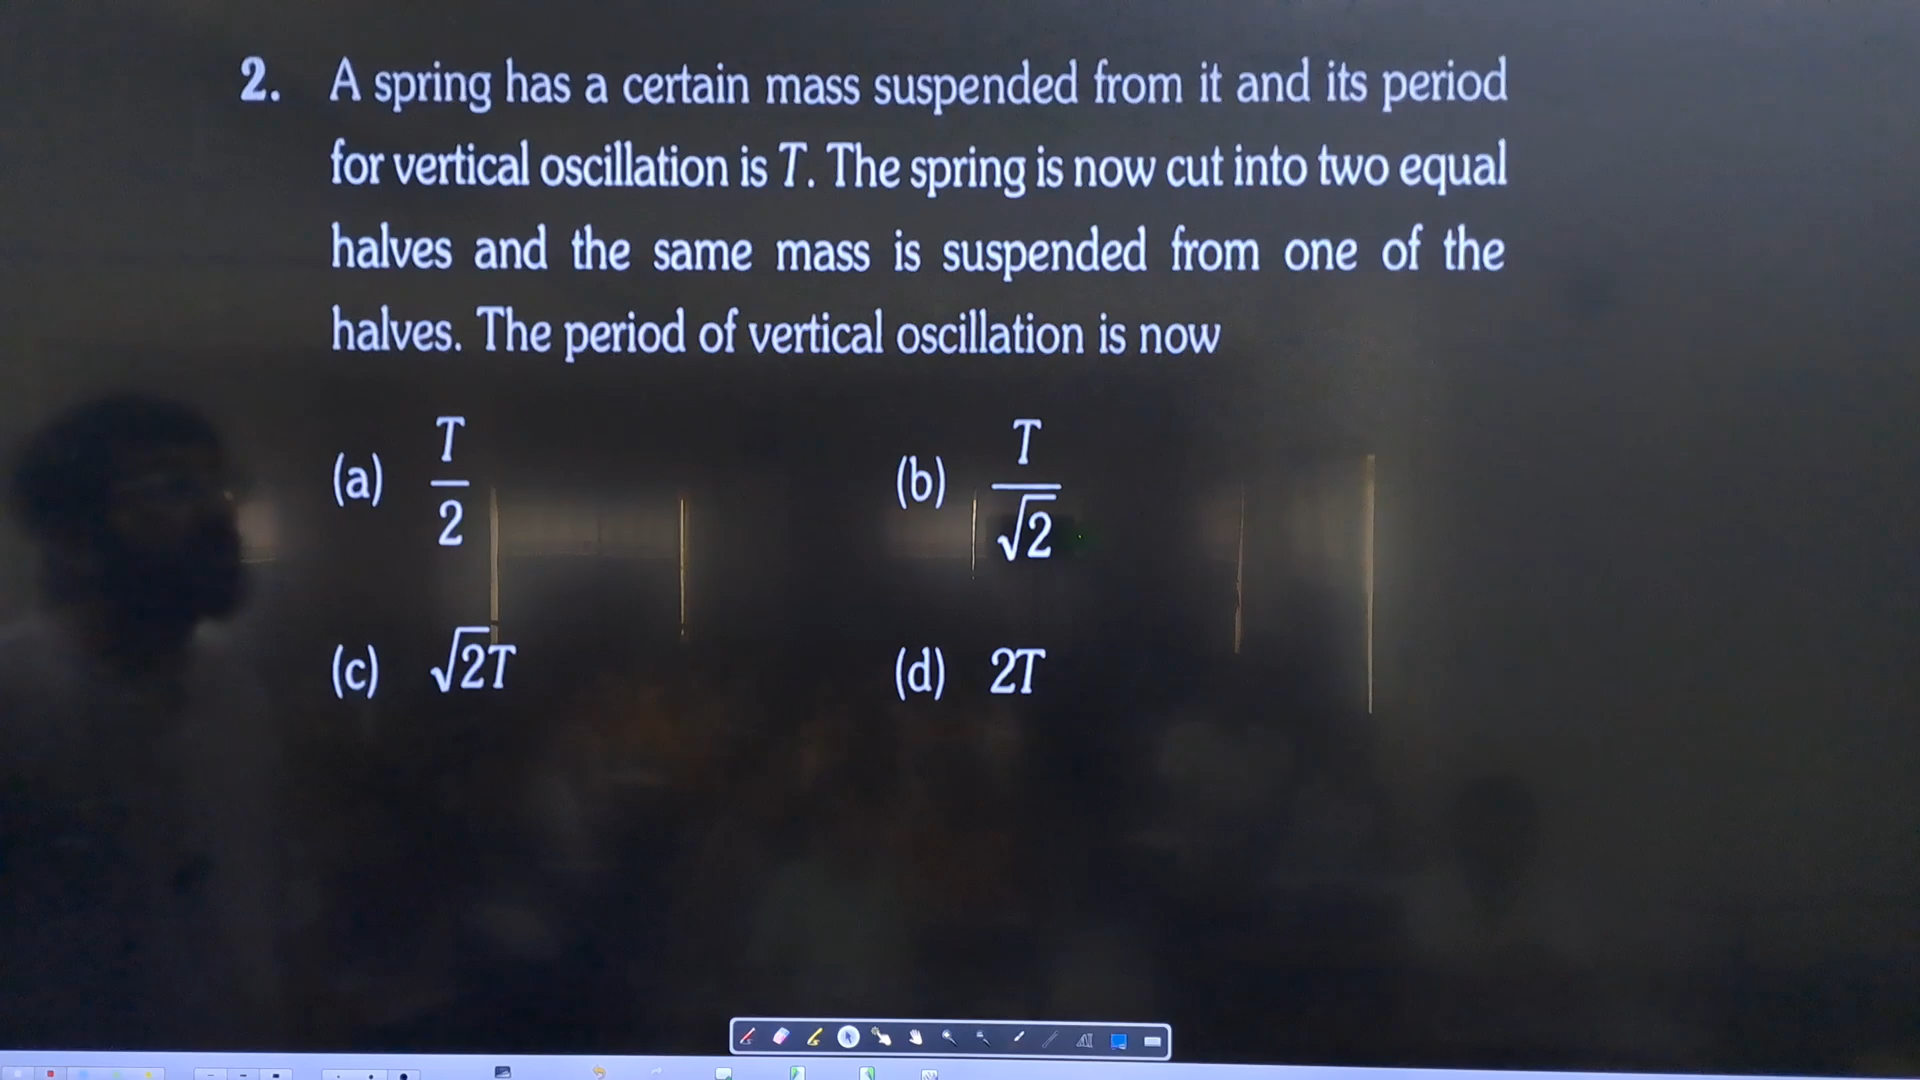 2. A spring has a certain mass suspended from it and its period
for vertical oscillation is T. The spring is now cut into two equal
halves and the same mass is suspended from one of the
halves. The period of vertical oscillation is now
(a) T/2 (b) T/√2
(c) √2T (d) 2T